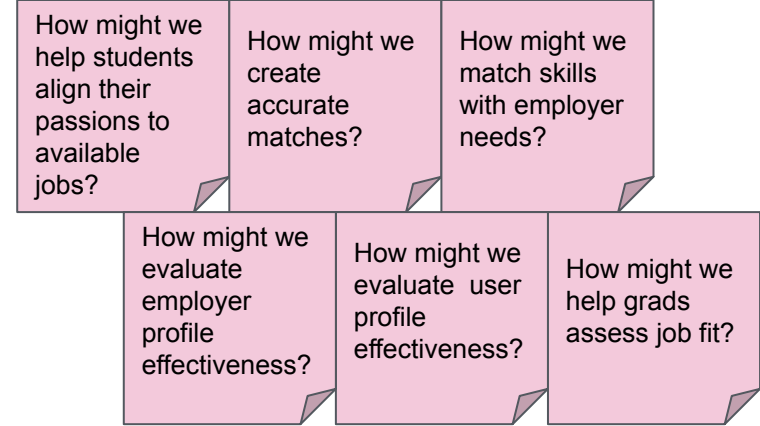 How might we
help students
align their
passions to
available
jobs?
How might we
create
accurate
matches?
How might we
match skills
with employer
needs?
How might we
evaluate
employer
profile
effectiveness?
How might we
evaluate  user
profile
effectiveness?
How might we
help grads
assess job fit?